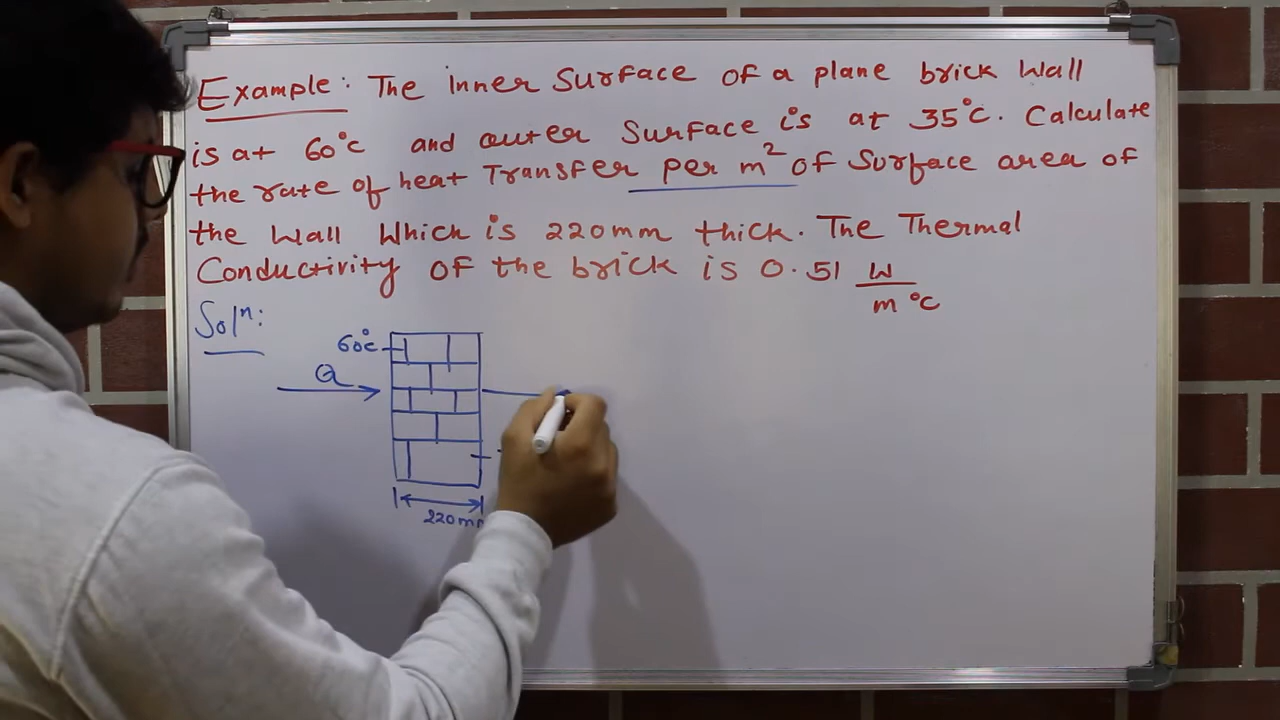 Example: The inner Surface of a plane brick Wall
is at 60°c and outer Surface is at 35°c. Calculate
the rate of heat Transfer per m² of Surface area of
the Wall Which is 220mm thick. The Thermal
Conductivity of the brick is 0.51 W/m°c
Solⁿ:
60°c
Q
220mm